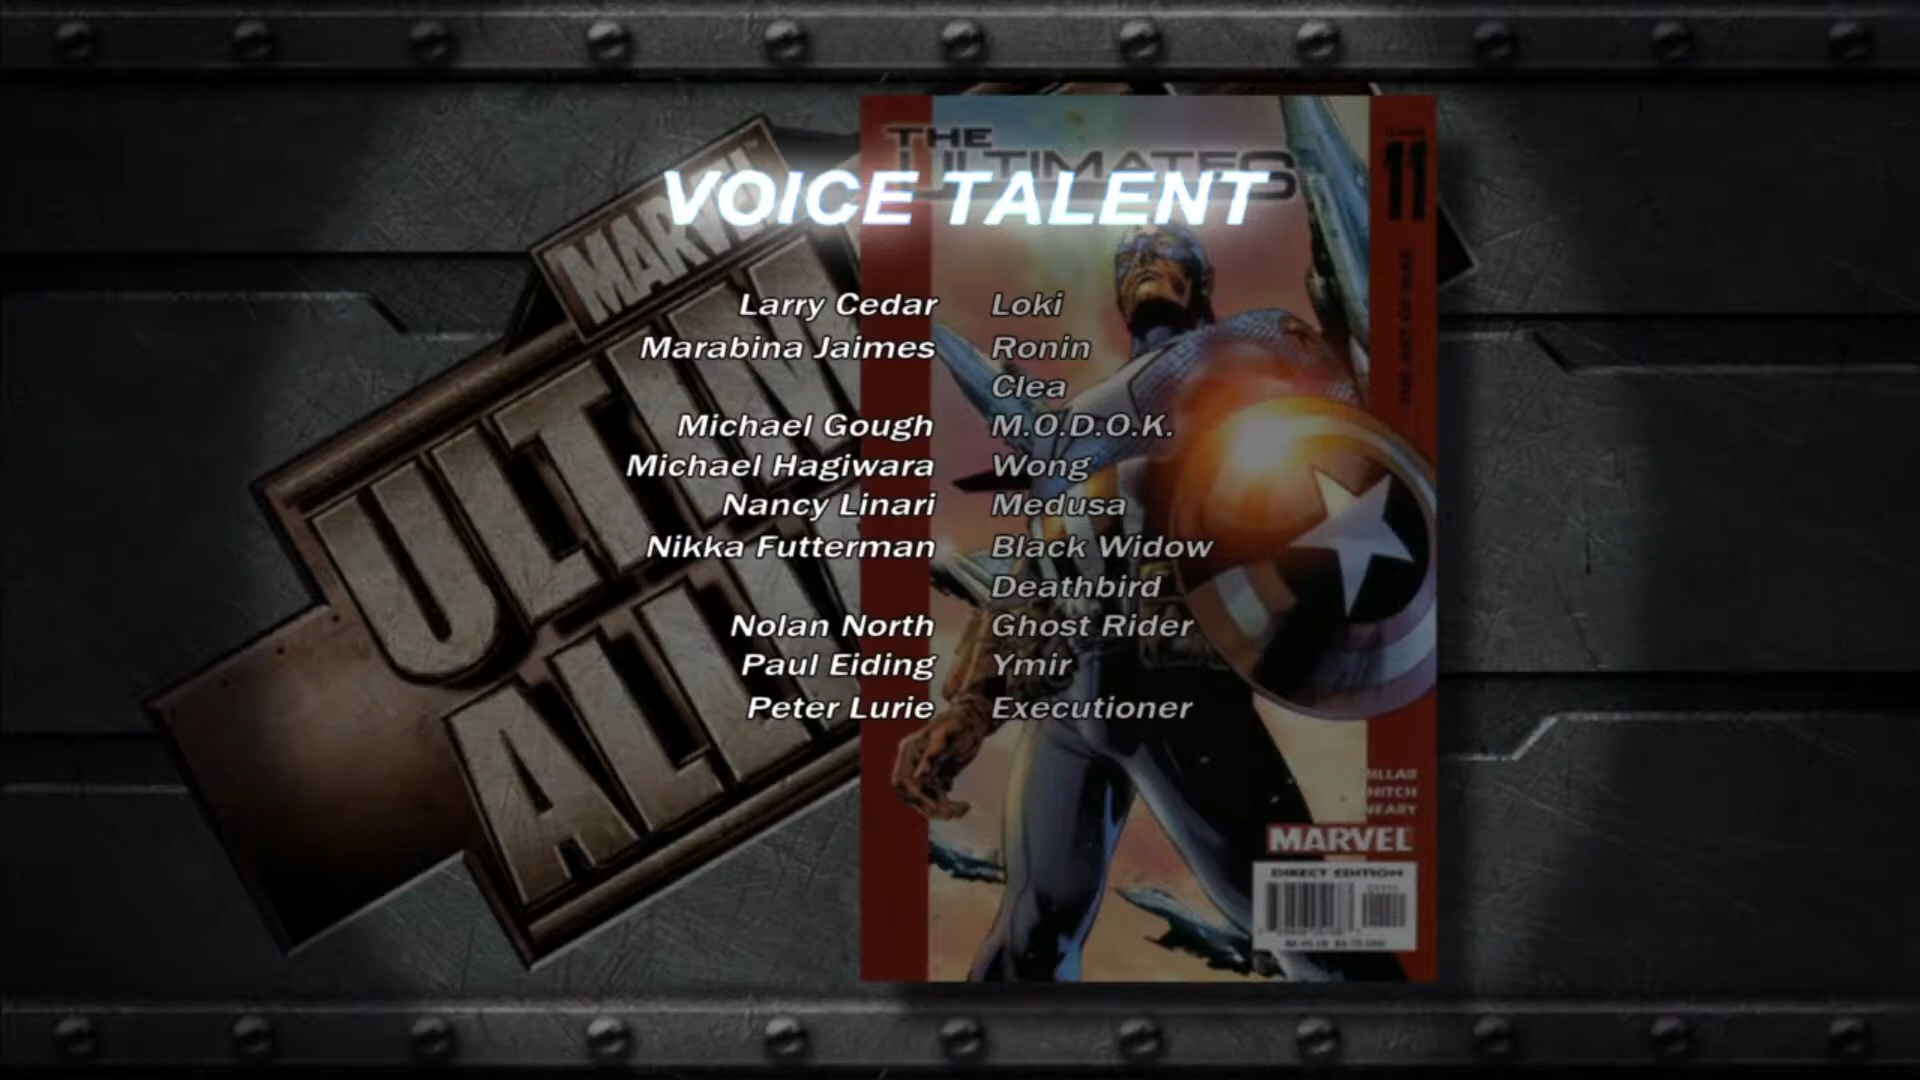 THE
ULTIMATES
11
VOICE TALENT
MARVEL
ULTIM
ALLI
Larry Cedar Loki
Marabina Jaimes Ronin
Clea
Michael Gough M.O.D.O.K.
Michael Hagiwara Wong
Nancy Linari Medusa
Nikka Futterman Black Widow
Deathbird
Nolan North Ghost Rider
Paul Eiding Ymir
Peter Lurie Executioner
MARVEL
DIRECT EDITION